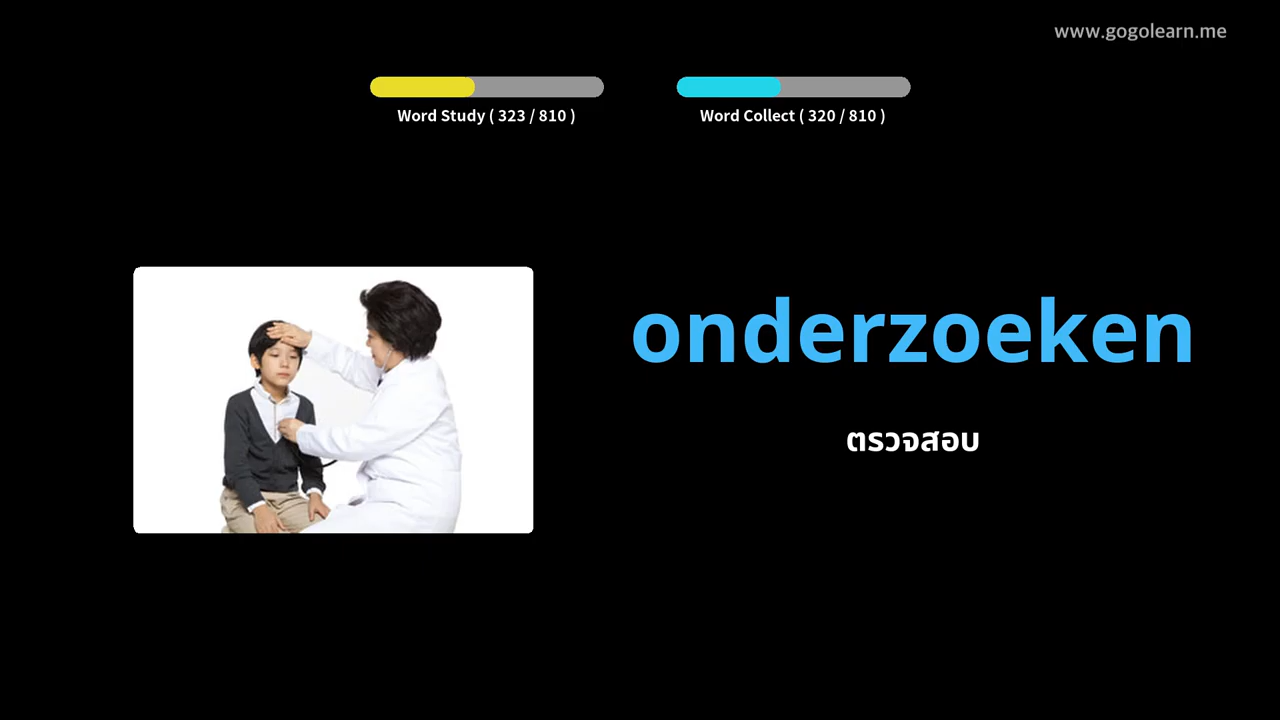 www.gogolearn.me
Word Study ( 323 / 810 )
Word Collect ( 320 / 810 )
onderzoeken
ตรวจสอบ